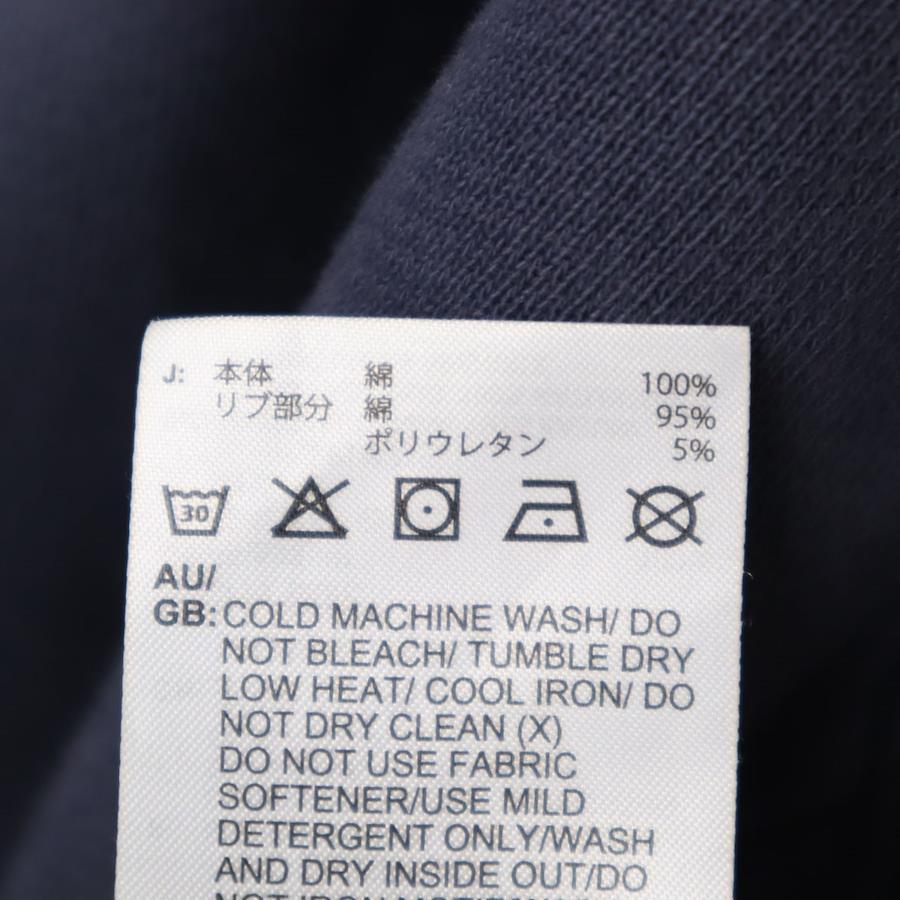 J: 本体 綿 100%
リブ部分 綿 95%
ポリウレタン 5%
30
AU/
GB: COLD MACHINE WASH/ DO
NOT BLEACH/ TUMBLE DRY
LOW HEAT/ COOL IRON/ DO
NOT DRY CLEAN (X)
DO NOT USE FABRIC
SOFTENER/USE MILD
DETERGENT ONLY/WASH
AND DRY INSIDE OUT/DO
NOT IRON